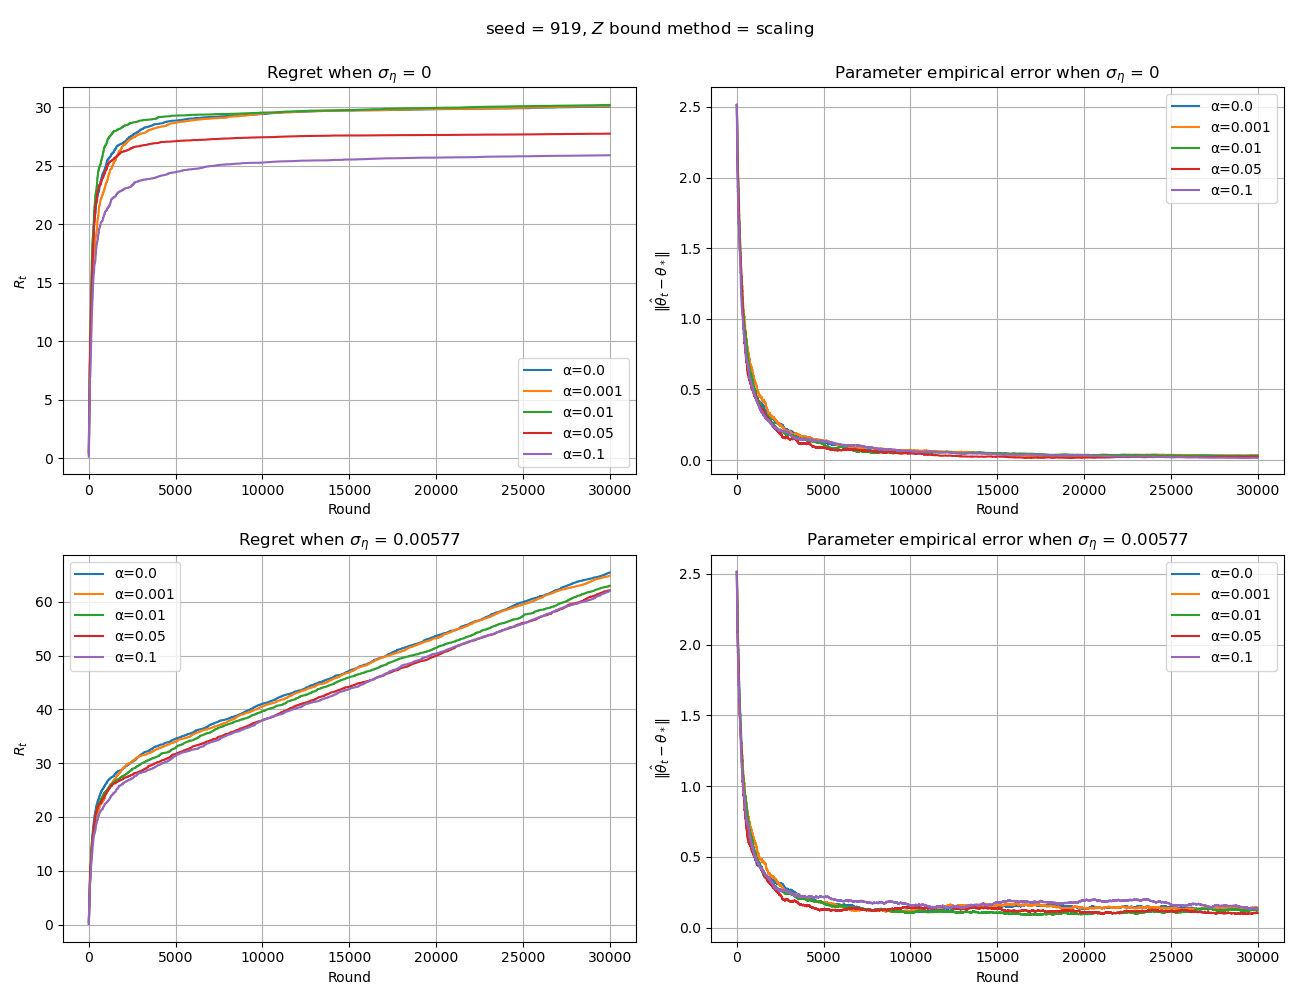 seed = 919, Z bound method = scaling
Regret when σ_η = 0
30
25
20
15
10
5
0
R_t
0 5000 10000 15000 20000 25000 30000
Round
α=0.0
α=0.001
α=0.01
α=0.05
α=0.1
Parameter empirical error when σ_η = 0
2.5
2.0
1.5
1.0
0.5
0.0
‖θ̂_t − θ_*‖
0 5000 10000 15000 20000 25000 30000
Round
α=0.0
α=0.001
α=0.01
α=0.05
α=0.1
Regret when σ_η = 0.00577
60
50
40
30
20
10
0
R_t
0 5000 10000 15000 20000 25000 30000
Round
α=0.0
α=0.001
α=0.01
α=0.05
α=0.1
Parameter empirical error when σ_η = 0.00577
2.5
2.0
1.5
1.0
0.5
0.0
‖θ̂_t − θ_*‖
0 5000 10000 15000 20000 25000 30000
Round
α=0.0
α=0.001
α=0.01
α=0.05
α=0.1